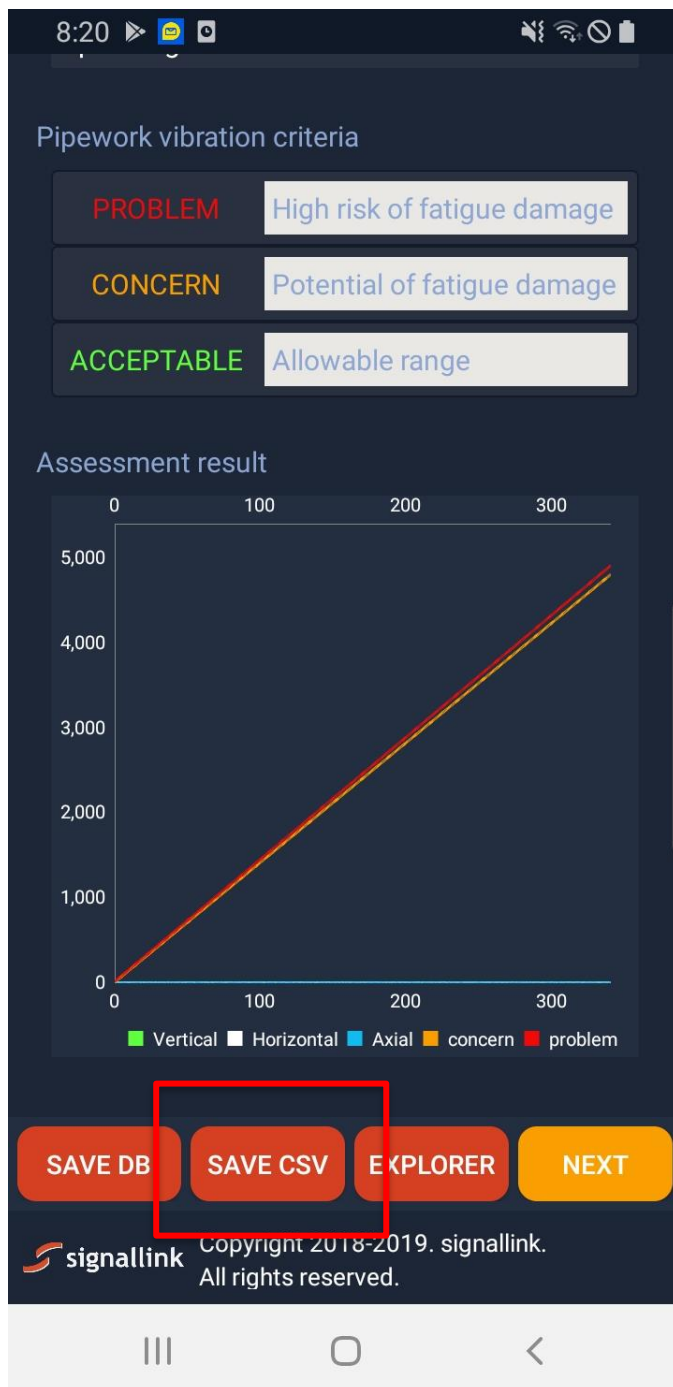 8:20
Pipework vibration criteria
PROBLEM High risk of fatigue damage
CONCERN Potential of fatigue damage
ACCEPTABLE Allowable range
Assessment result
0 100 200 300
5,000
4,000
3,000
2,000
1,000
0
0 100 200 300
Vertical Horizontal Axial concern problem
SAVE DB SAVE CSV EXPLORER NEXT
signallink Copyright 2018-2019. signallink.
All rights reserved.